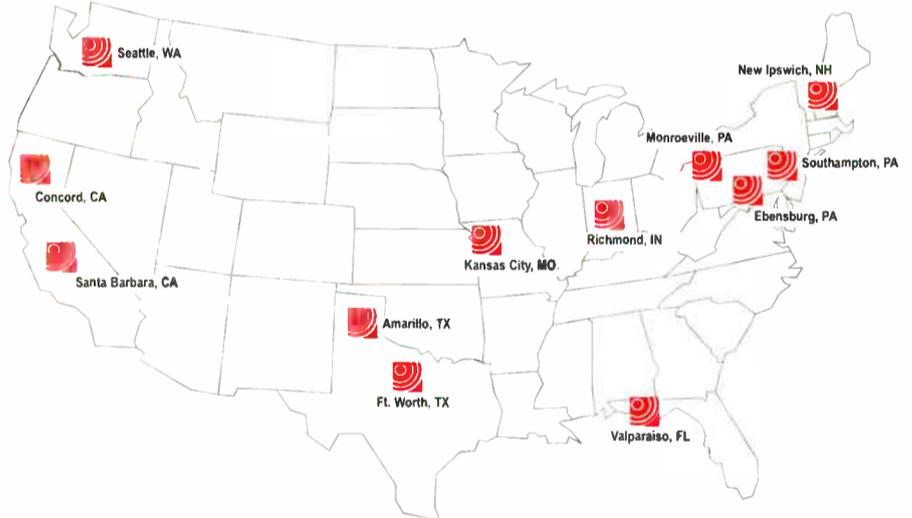 Seattle, WA
New Ipswich, NH
Monroeville, PA
Southampton, PA
Concord, CA
Ebensburg, PA
Richmond, IN
Kansas City, MO.
Santa Barbara, CA
Amarillo, TX
Ft. Worth, TX
Valparaiso, FL